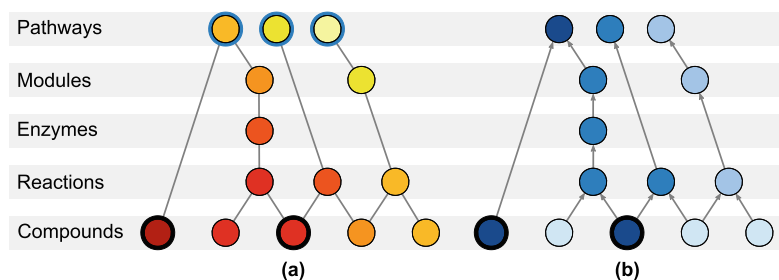 Pathways
Modules
Enzymes
Reactions
Compounds
(a) (b)